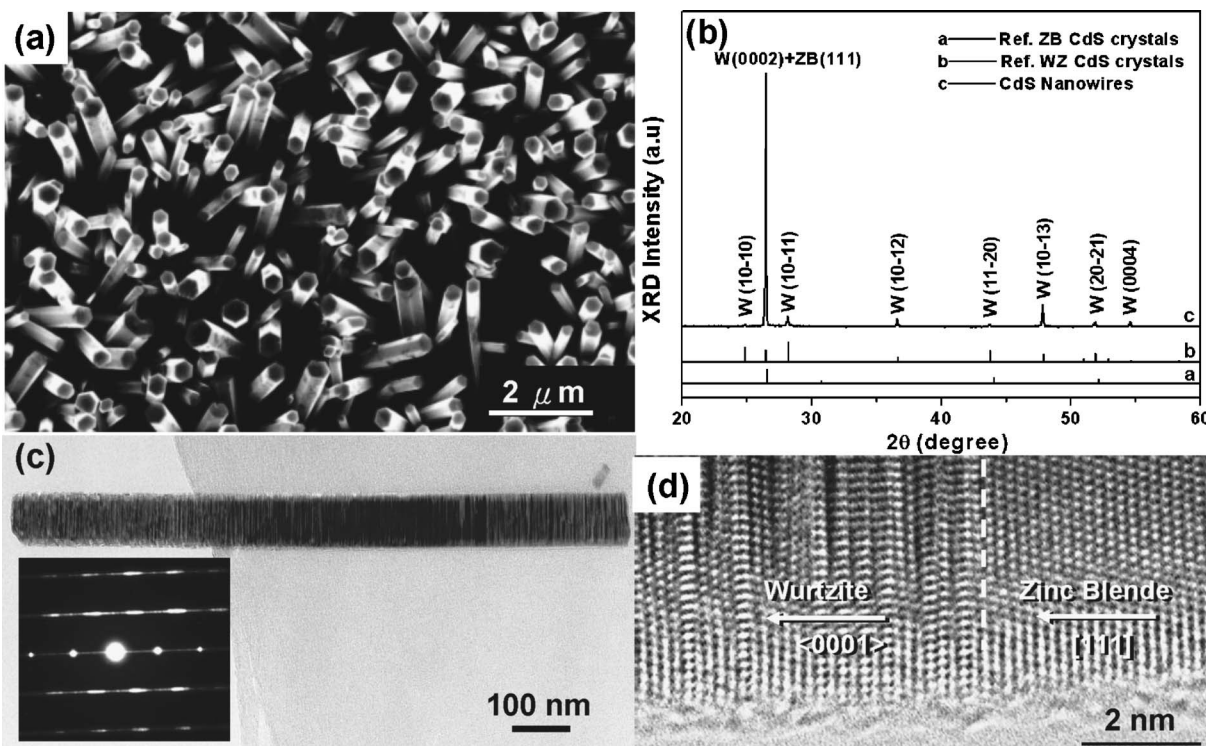 (a)
2 μm
(b)
W(0002)+ZB(111)
a — Ref. ZB CdS crystals
b — Ref. WZ CdS crystals
c — CdS Nanowires
XRD Intensity (a.u)
W (10-10)
W (10-11)
W (10-12)
W (11-20)
W (10-13)
W (20-21)
W (0004)
c
b
a
20 30 40 50 60
2θ (degree)
(c)
100 nm
(d)
Wurtzite
<0001>
Zinc Blende
[111]
2 nm